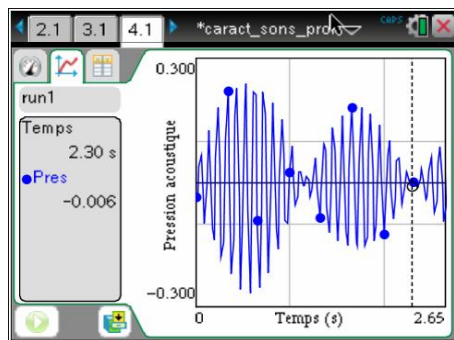 2.1 3.1 4.1 *caract_sons_pro CAPS
run1
Temps
2.30 s
Pres
-0.006
0.300
Pression acoustique
-0.300
0 Temps (s) 2.65